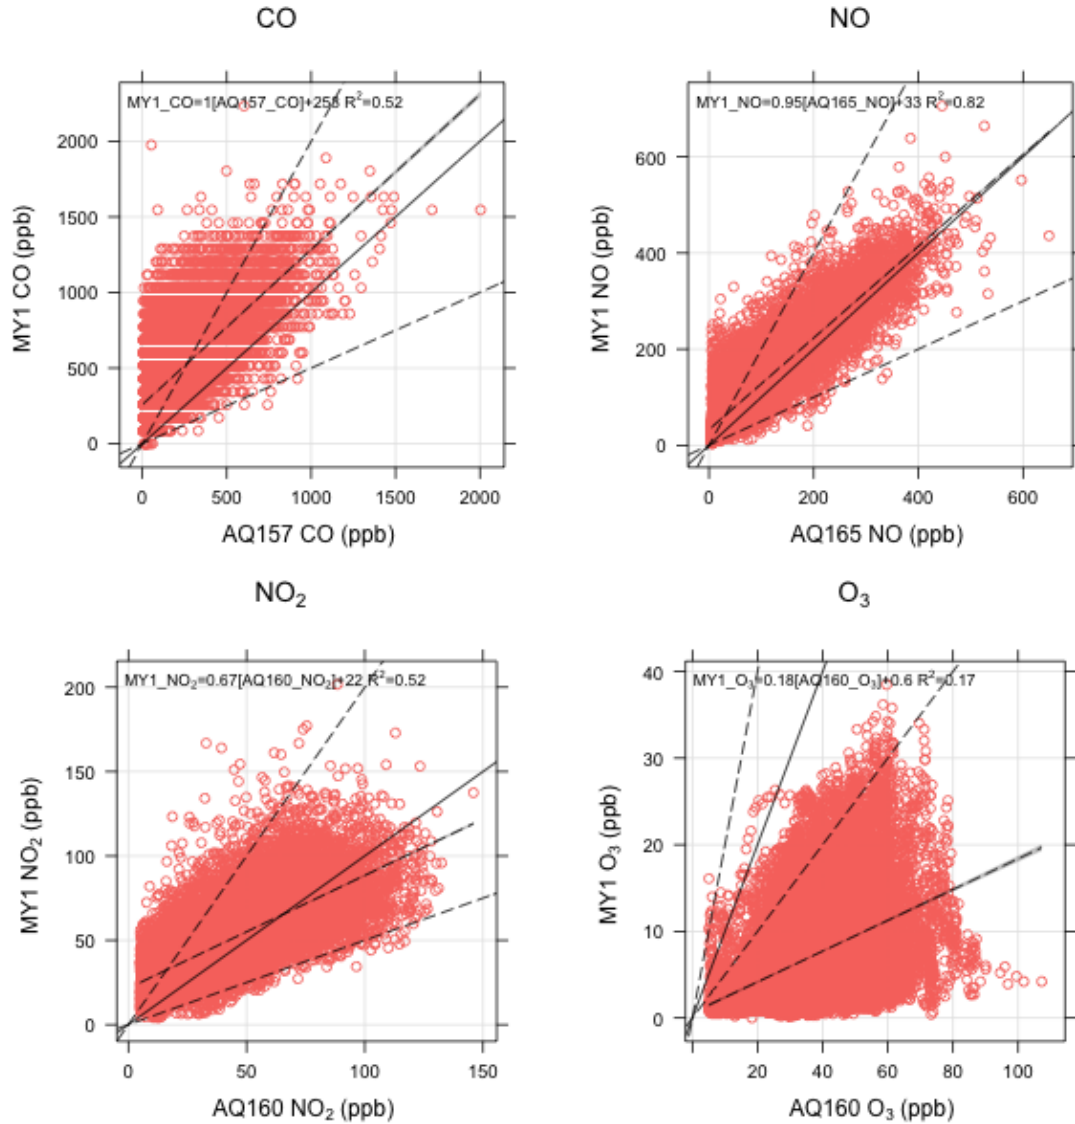 CO
MY1_CO=1[AQ157_CO]+258 R²=0.52
2000
1500
1000
500
0
MY1 CO (ppb)
0 500 1000 1500 2000
AQ157 CO (ppb)
NO
MY1_NO=0.95[AQ165_NO]+33 R²=0.82
600
400
200
0
MY1 NO (ppb)
0 200 400 600
AQ165 NO (ppb)
NO₂
MY1_NO₂=0.67[AQ160_NO₂]+22 R²=0.52
200
150
100
50
0
MY1 NO₂ (ppb)
0 50 100 150
AQ160 NO₂ (ppb)
O₃
MY1_O₃=0.18[AQ160_O₃]+0.6 R²=0.17
40
30
20
10
0
MY1 O₃ (ppb)
20 40 60 80 100
AQ160 O₃ (ppb)